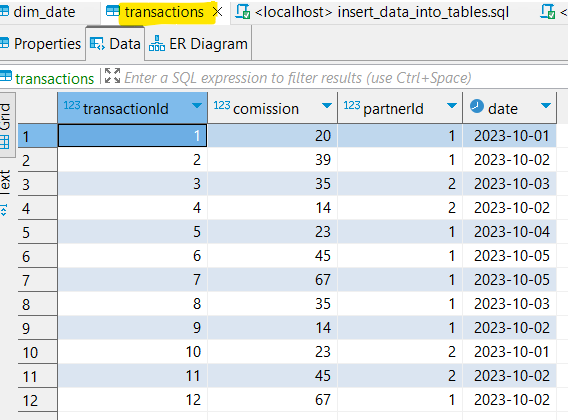 dim_date transactions <localhost> insert_data_into_tables.sql
Properties Data ER Diagram
transactions Enter a SQL expression to filter results (use Ctrl+Space)
Grid
Text
123 transactionId 123 comission 123 partnerId date
1 1 20 1 2023-10-01
2 2 39 1 2023-10-02
3 3 35 2 2023-10-03
4 4 14 2 2023-10-02
5 5 23 1 2023-10-04
6 6 45 1 2023-10-05
7 7 67 1 2023-10-05
8 8 35 1 2023-10-03
9 9 14 1 2023-10-02
10 10 23 2 2023-10-01
11 11 45 2 2023-10-02
12 12 67 1 2023-10-02